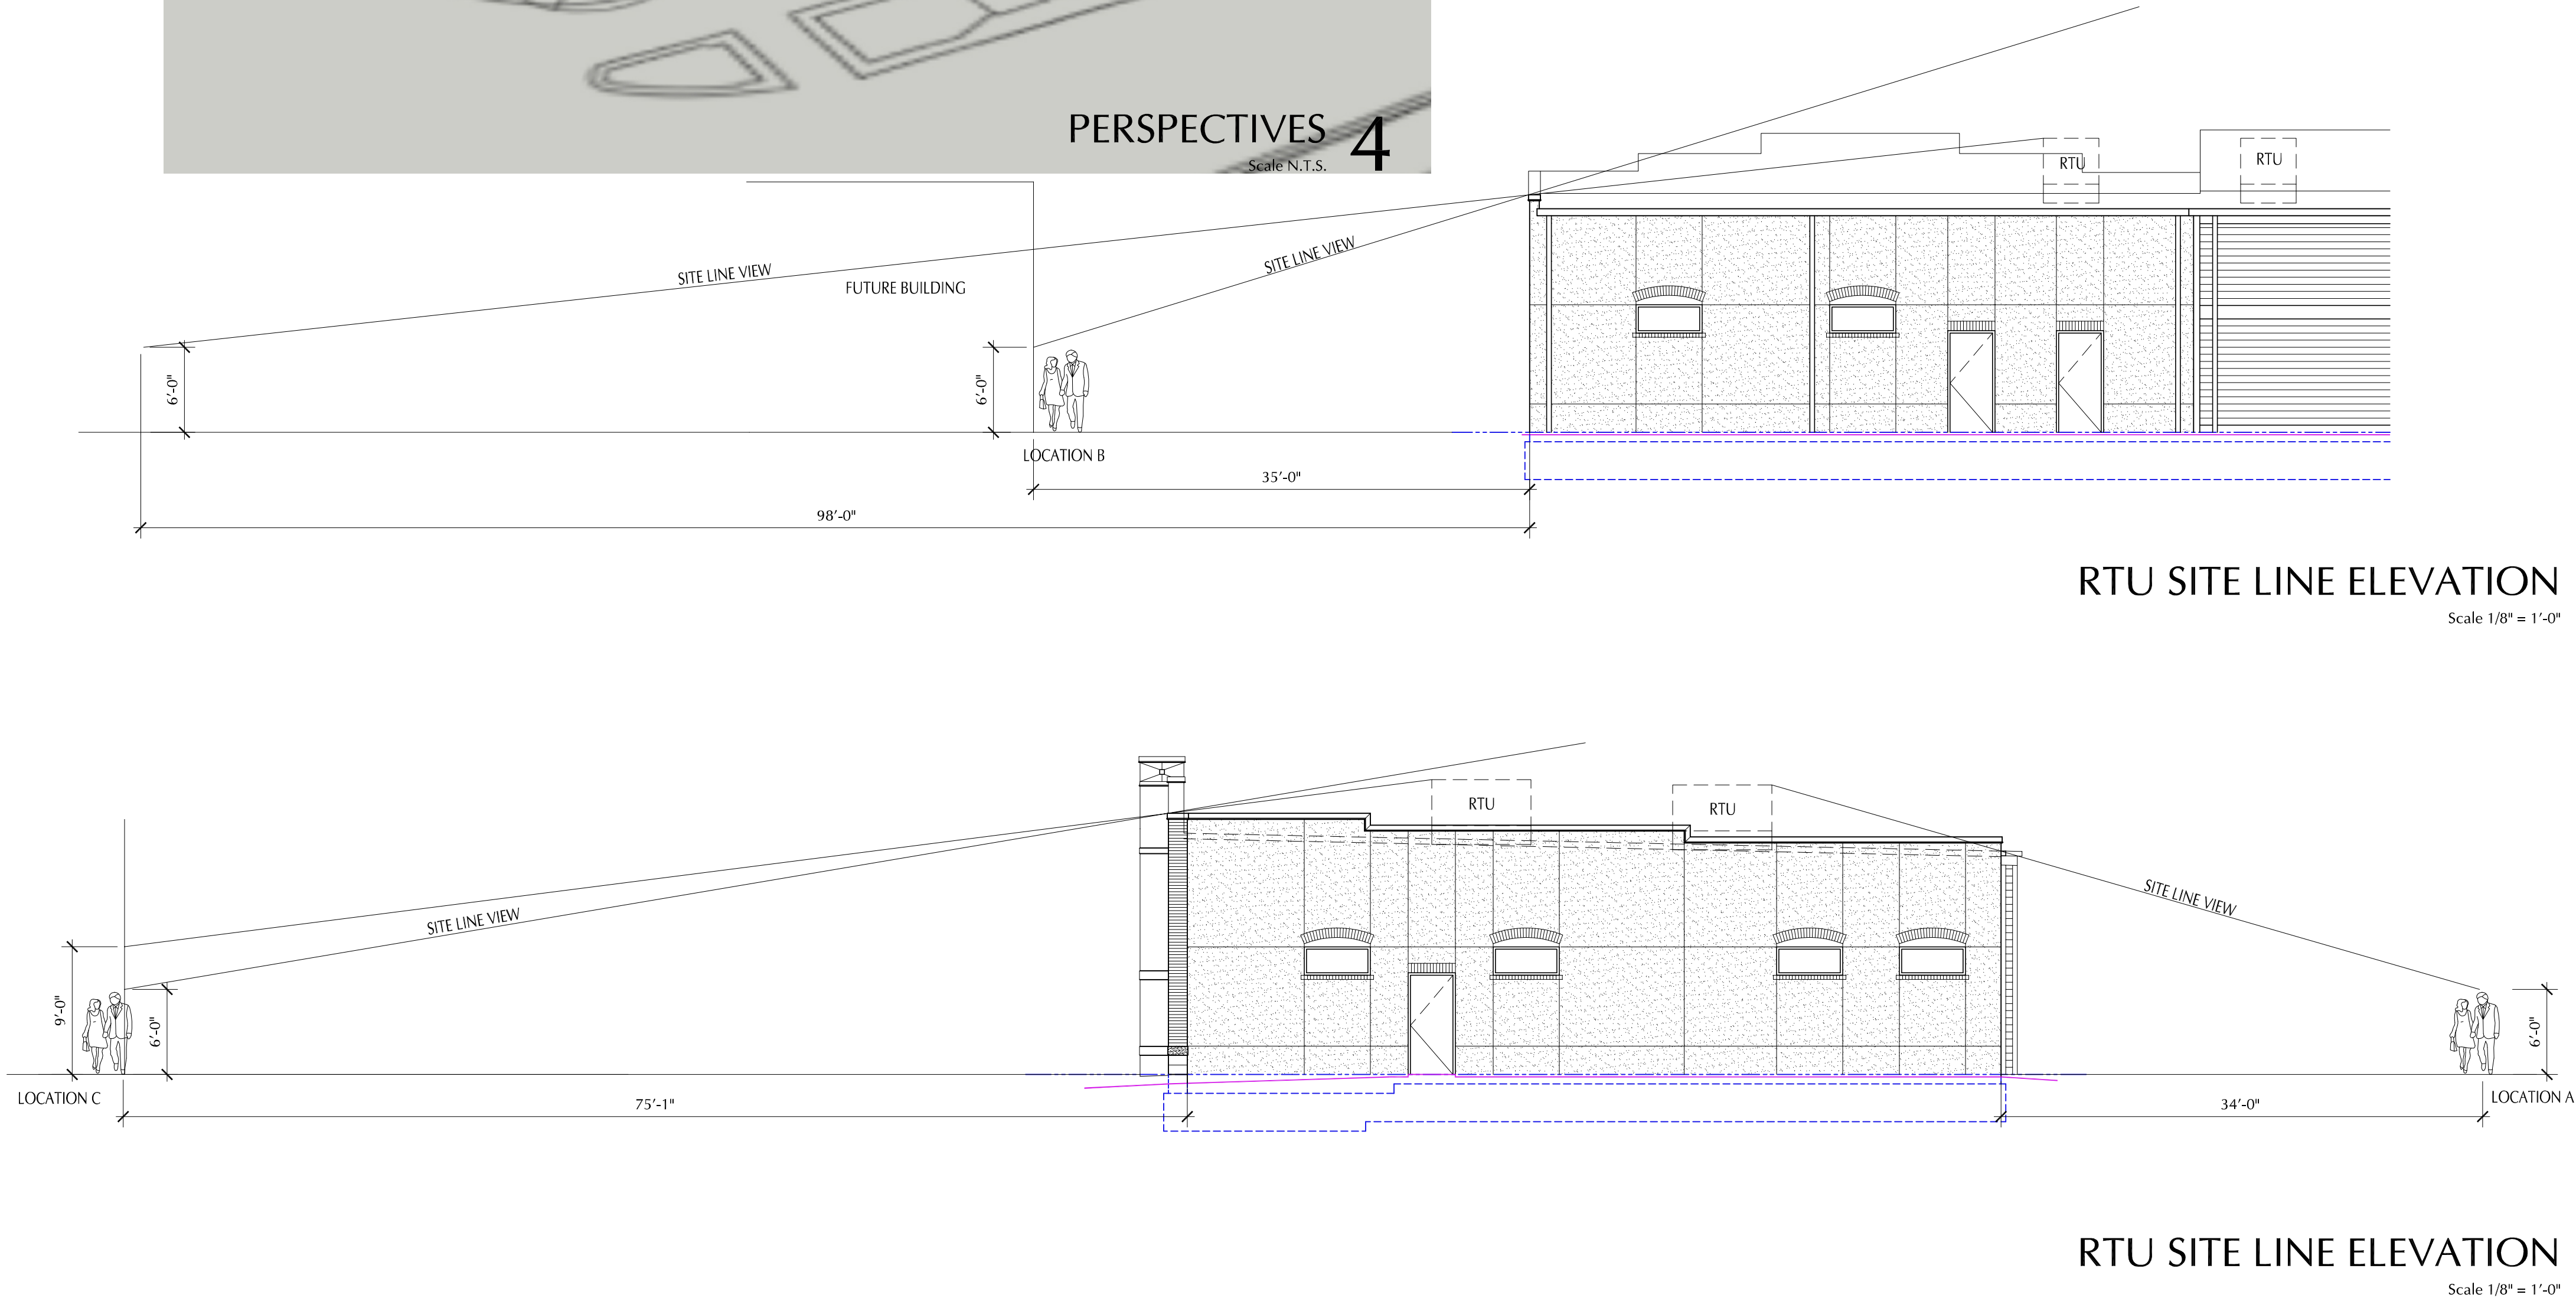 PERSPECTIVES 4
Scale N.T.S.
RTU
RTU
SITE LINE VIEW
SITE LINE VIEW
FUTURE BUILDING
6'-0"
6'-0"
LOCATION B
35'-0"
98'-0"
RTU SITE LINE ELEVATION
Scale 1/8" = 1'-0"
RTU
RTU
SITE LINE VIEW
SITE LINE VIEW
9'-0"
6'-0"
6'-0"
LOCATION C
75'-1"
34'-0"
LOCATION A
RTU SITE LINE ELEVATION
Scale 1/8" = 1'-0"